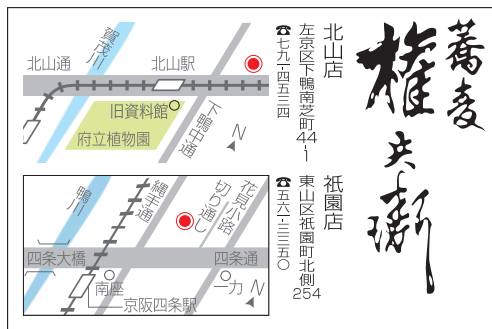 蕎麦
権兵衛
北山店
左京区下鴨南芝町44-1
☎七九一-四五三四
祇園店
東山区祇園町北側254
☎五六一-三三五〇
賀茂川
北山通
北山駅
旧資料館
府立植物園
下鴨中通
N
鴨川
縄手通
切り通し
花見小路
四条大橋
四条通
南座
京阪四条駅
一力
N